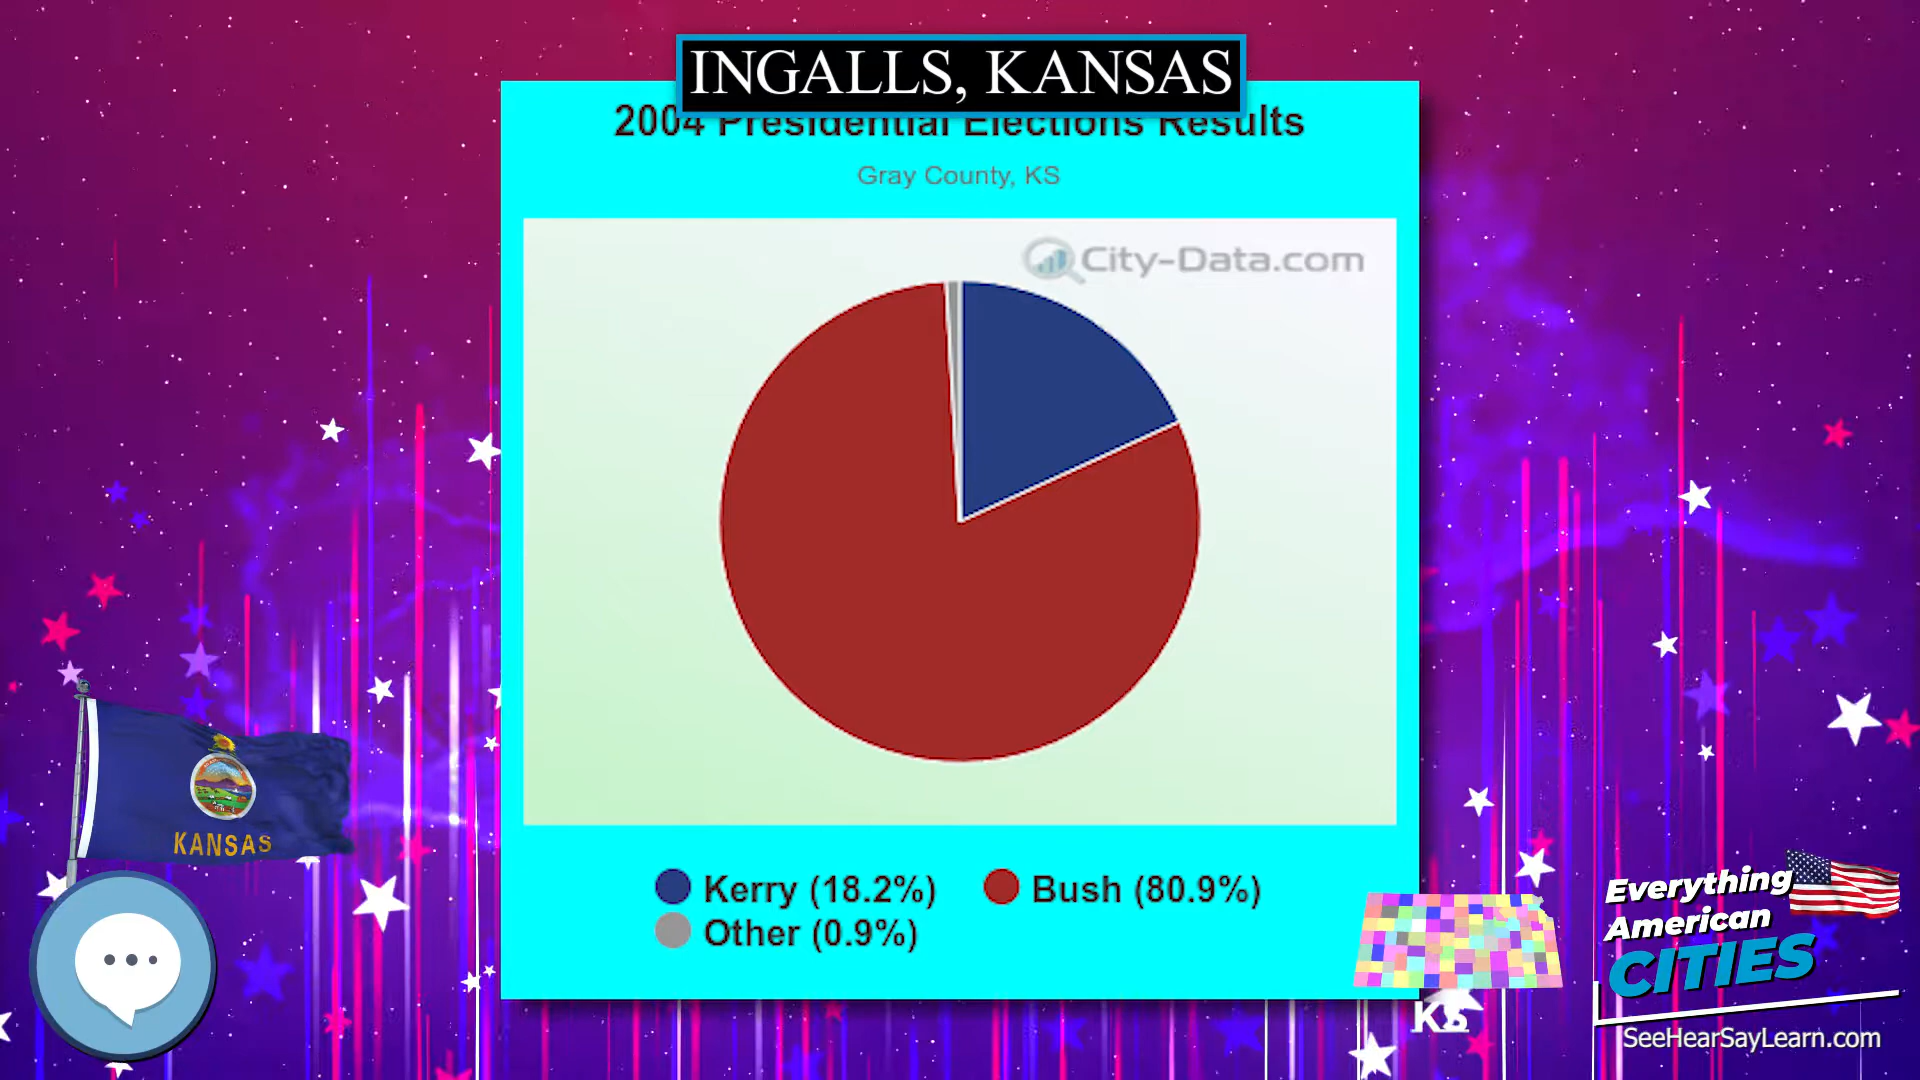 INGALLS, KANSAS
2004 Presidential Elections Results
Gray County, KS
City-Data.com
Kerry (18.2%)
Bush (80.9%)
Other (0.9%)
KANSAS
KS
Everything
American
CITIES
SeeHearSayLearn.com